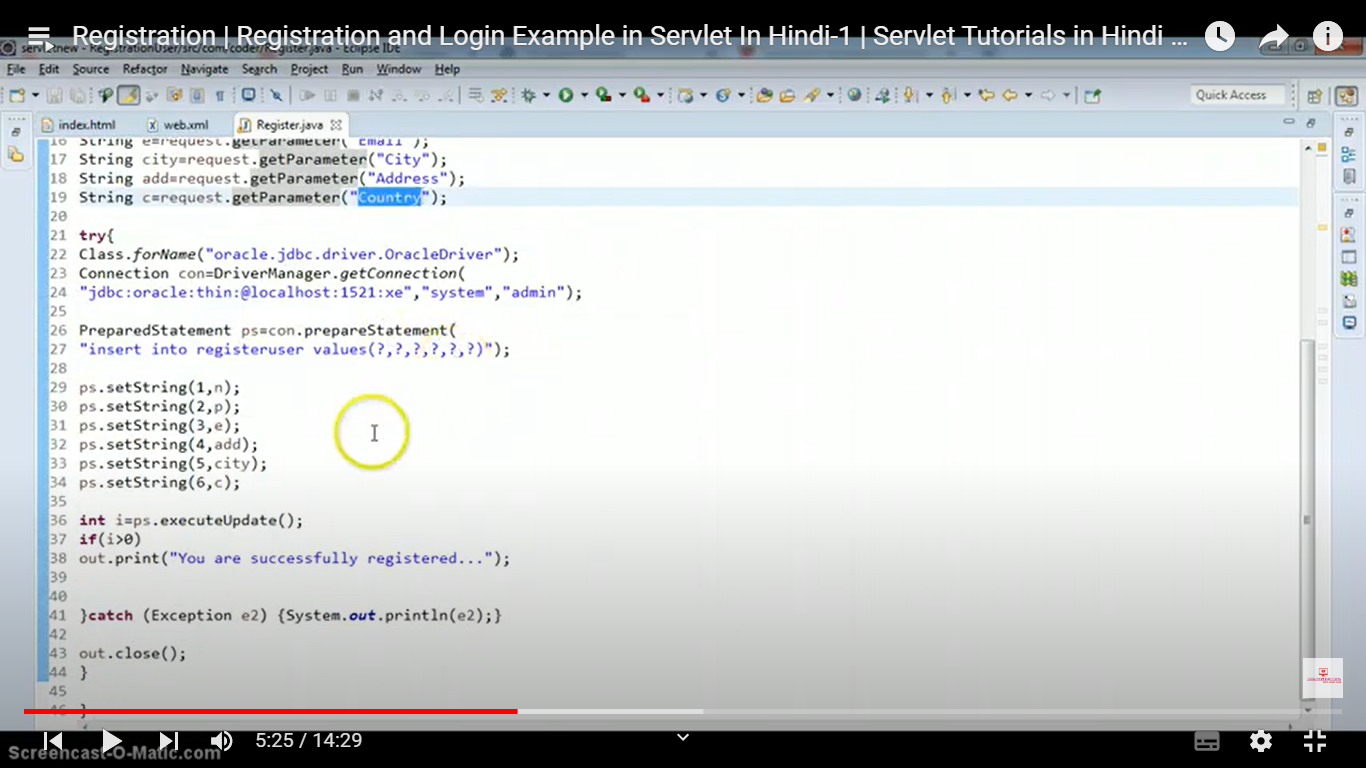 Registration | Registration and Login Example in Servlet In Hindi-1 | Servlet Tutorials in Hindi ...
servletnew - RegistrationUser/src/com/coder/Register.java - Eclipse IDE
File Edit Source Refactor Navigate Search Project Run Window Help
Quick Access
index.html web.xml Register.java
16 String e=request.getParameter("Email");
17 String city=request.getParameter("City");
18 String add=request.getParameter("Address");
19 String c=request.getParameter("Country");
20
21 try{
22 Class.forName("oracle.jdbc.driver.OracleDriver");
23 Connection con=DriverManager.getConnection(
24 "jdbc:oracle:thin:@localhost:1521:xe","system","admin");
25
26 PreparedStatement ps=con.prepareStatement(
27 "insert into registeruser values(?,?,?,?,?,?)");
28
29 ps.setString(1,n);
30 ps.setString(2,p);
31 ps.setString(3,e);
32 ps.setString(4,add);
33 ps.setString(5,city);
34 ps.setString(6,c);
35
36 int i=ps.executeUpdate();
37 if(i>0)
38 out.print("You are successfully registered...");
39
40
41 }catch (Exception e2) {System.out.println(e2);}
42
43 out.close();
44 }
45
46 }
5:25 / 14:29
Screencast-O-Matic.com